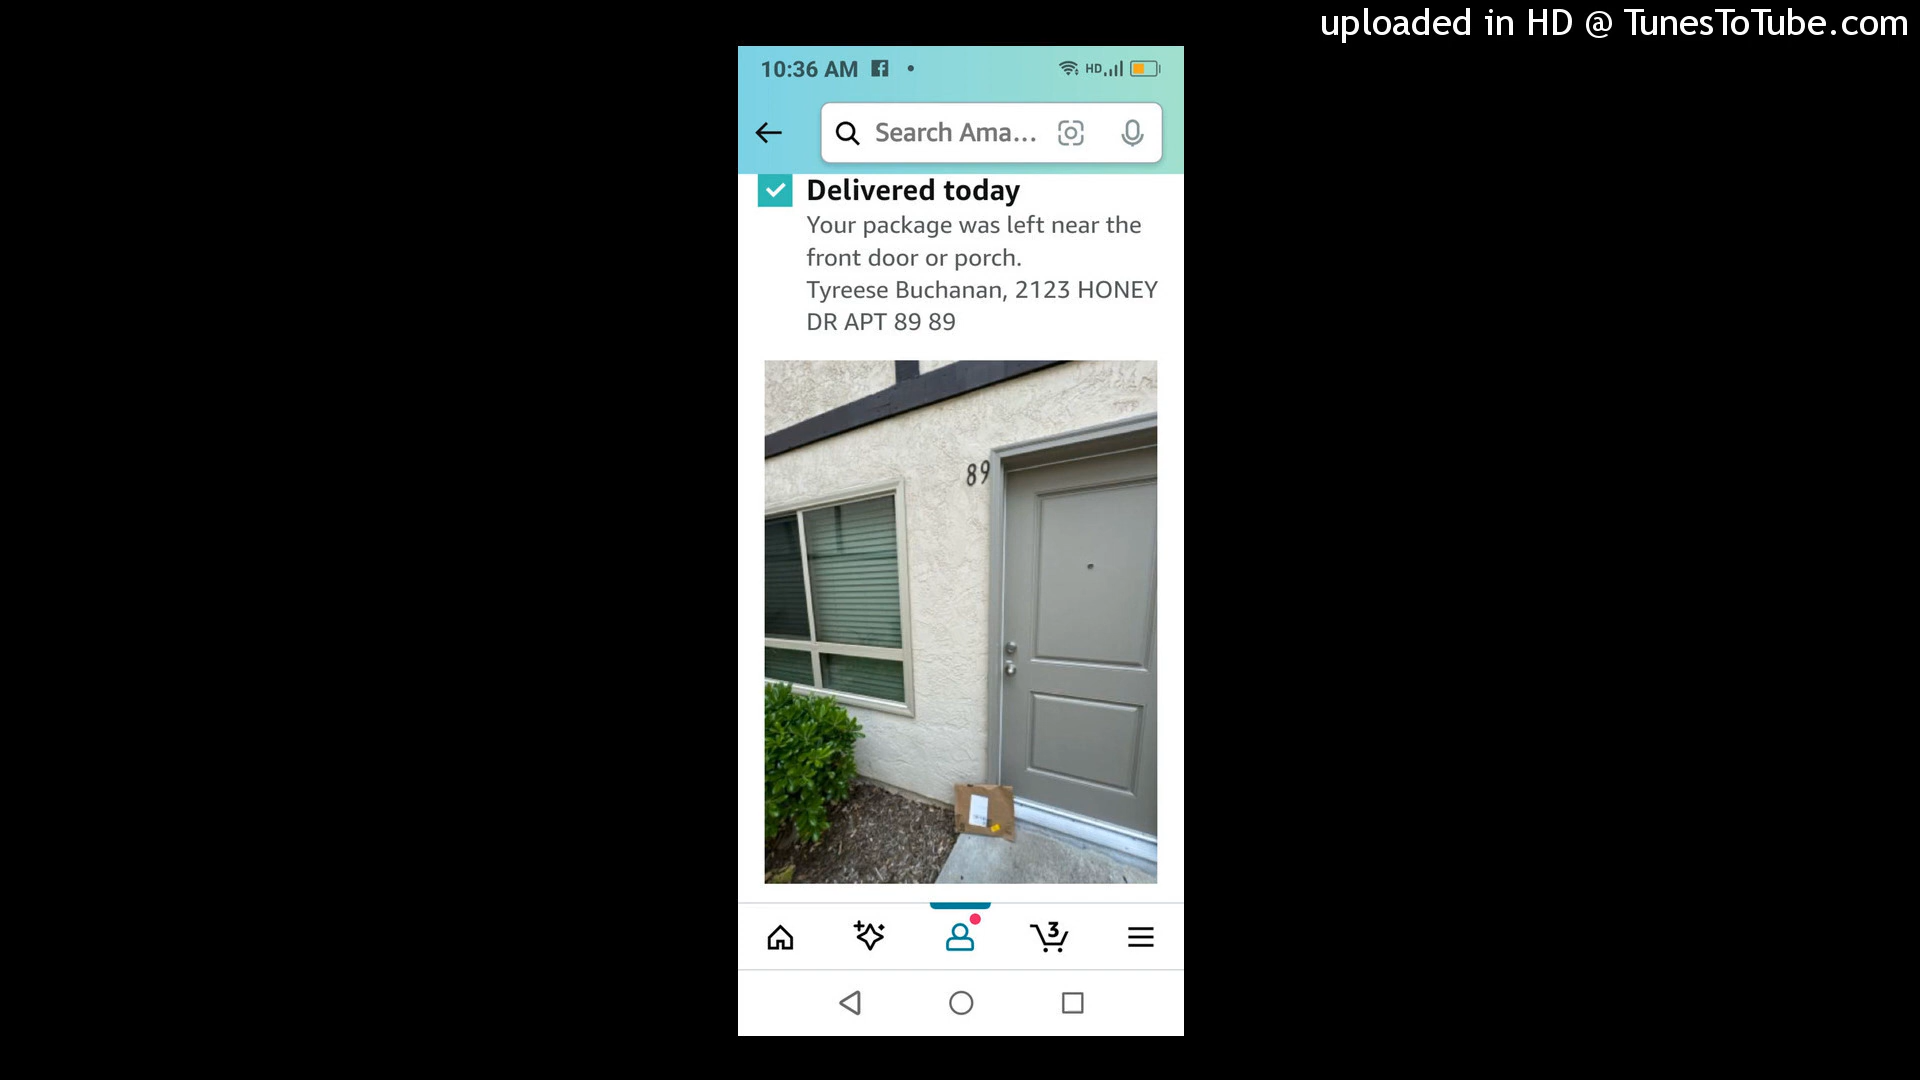 uploaded in HD @ TunesToTube.com
10:36 AM
HD
Search Ama...
Delivered today
Your package was left near the
front door or porch.
Tyreese Buchanan, 2123 HONEY
DR APT 89 89
89
3